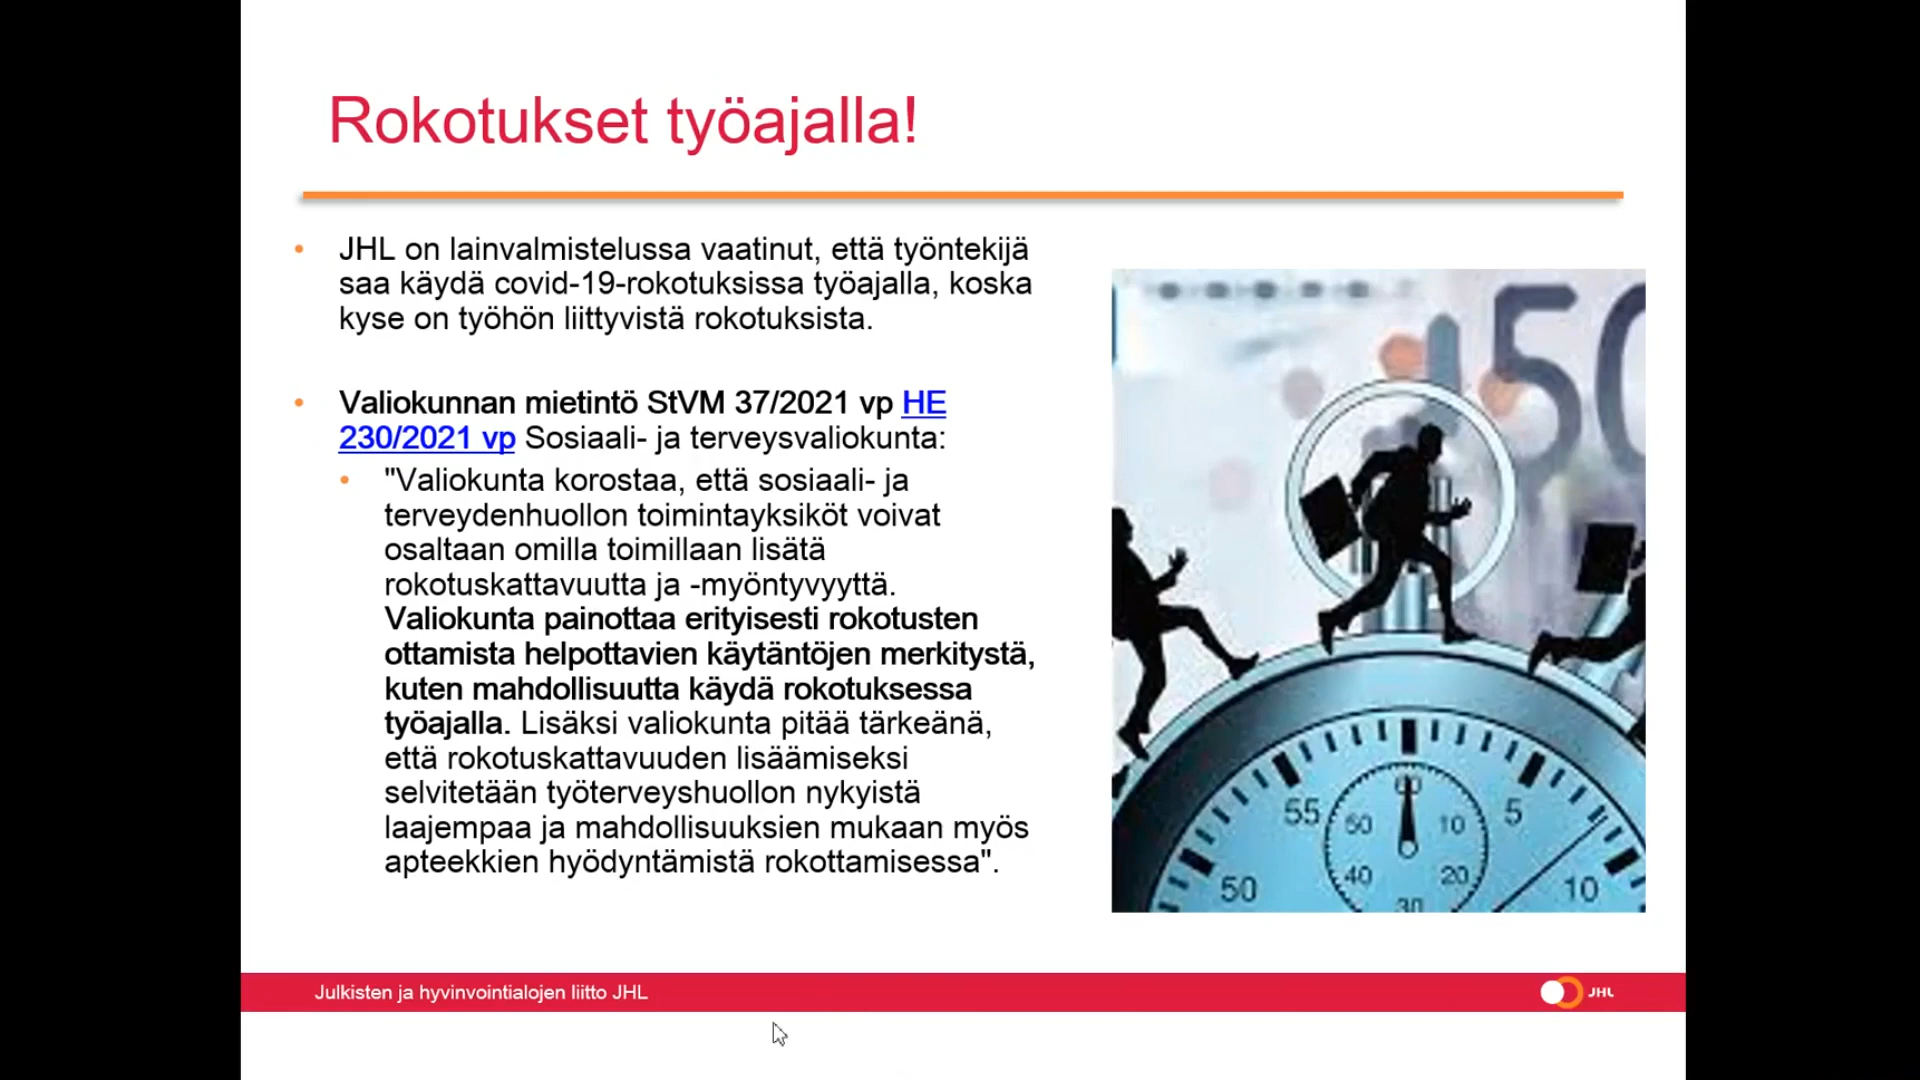 Rokotukset työajalla!
• JHL on lainvalmistelussa vaatinut, että työntekijä
saa käydä covid-19-rokotuksissa työajalla, koska
kyse on työhön liittyvistä rokotuksista.
• Valiokunnan mietintö StVM 37/2021 vp HE
230/2021 vp Sosiaali- ja terveysvaliokunta:
• "Valiokunta korostaa, että sosiaali- ja
terveydenhuollon toimintayksiköt voivat
osaltaan omilla toimillaan lisätä
rokotuskattavuutta ja -myöntyvyyttä.
Valiokunta painottaa erityisesti rokotusten
ottamista helpottavien käytäntöjen merkitystä,
kuten mahdollisuutta käydä rokotuksessa
työajalla. Lisäksi valiokunta pitää tärkeänä,
että rokotuskattavuuden lisäämiseksi
selvitetään työterveyshuollon nykyistä
laajempaa ja mahdollisuuksien mukaan myös
apteekkien hyödyntämistä rokottamisessa".
50
60
55 5
50 10
40 20
50 10
30
Julkisten ja hyvinvointialojen liitto JHL
JHL